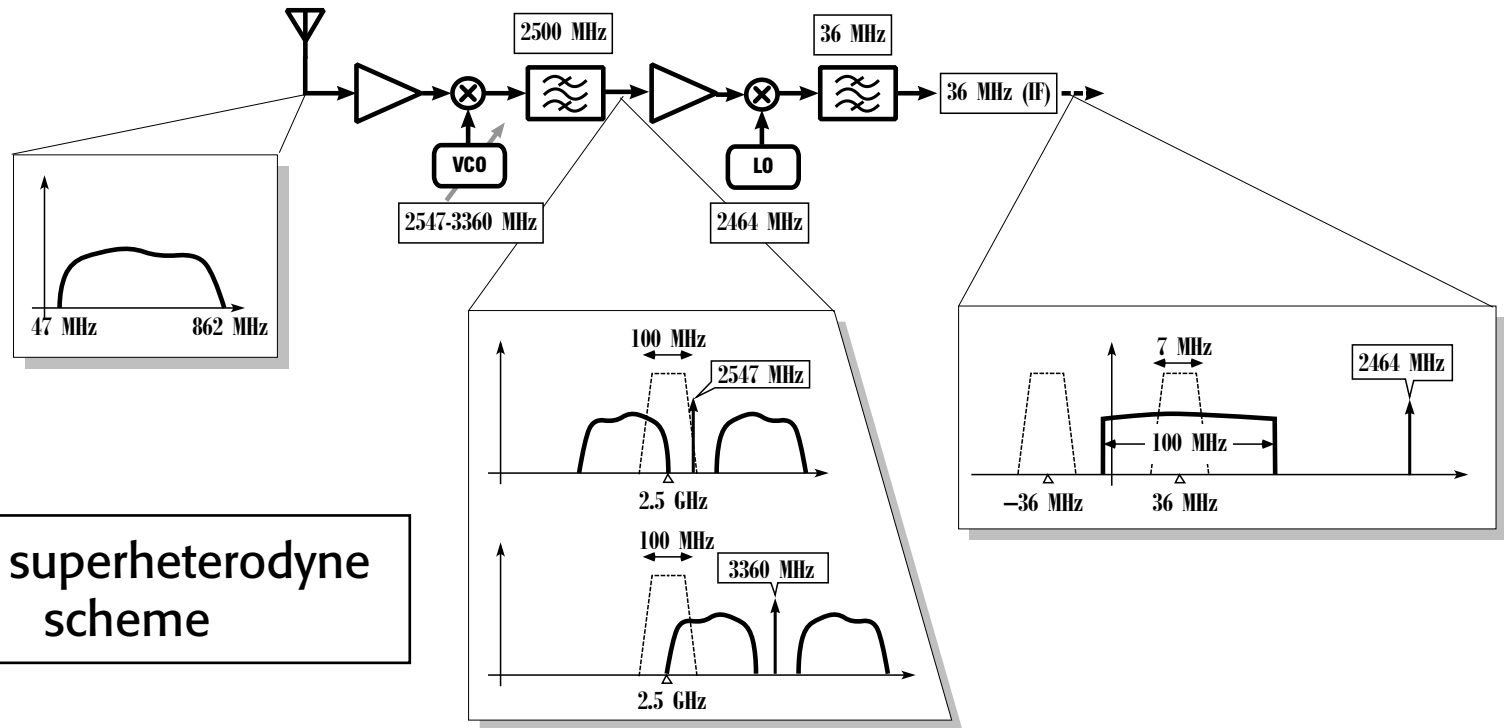 2500 MHz
36 MHz
36 MHz (IF)
VCO
LO
2547-3360 MHz
2464 MHz
47 MHz
862 MHz
100 MHz
2547 MHz
2.5 GHz
100 MHz
3360 MHz
2.5 GHz
7 MHz
2464 MHz
100 MHz
–36 MHz
36 MHz
superheterodyne
scheme